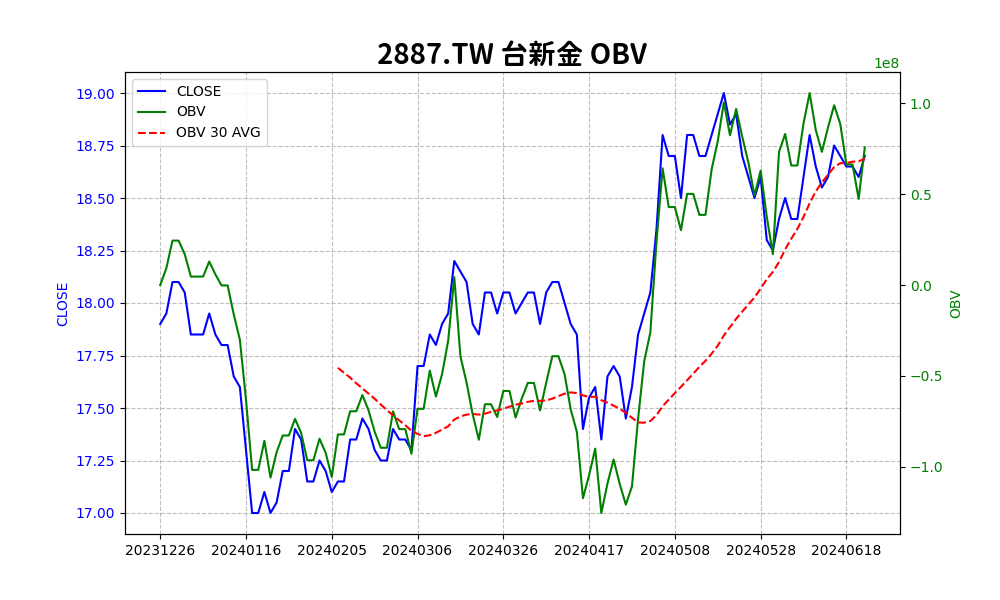 2887.TW 台新金 OBV
1e8
CLOSE
OBV
OBV 30 AVG
19.00
18.75
18.50
18.25
18.00
17.75
17.50
17.25
17.00
CLOSE
1.0
0.5
0.0
−0.5
−1.0
OBV
20231226 20240116 20240205 20240306 20240326 20240417 20240508 20240528 20240618